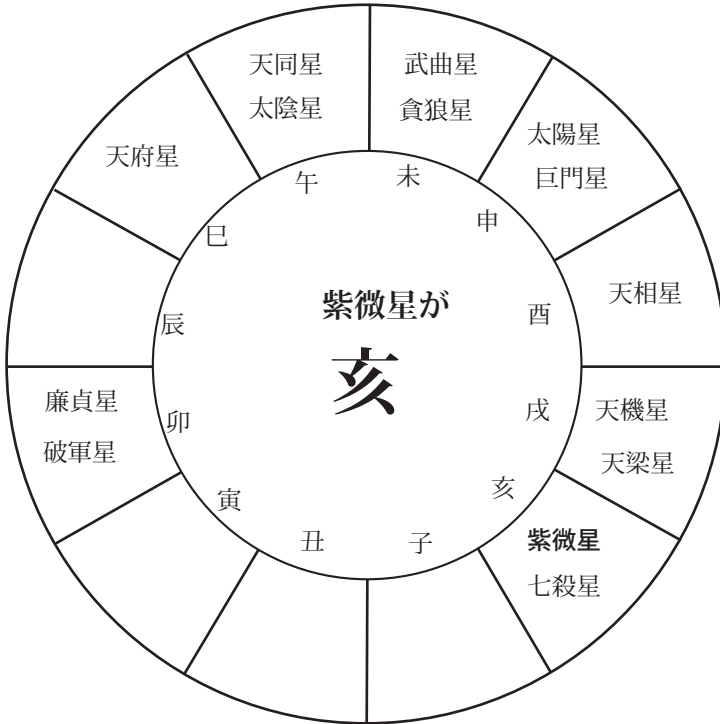 天同星
太陰星
武曲星
貪狼星
太陽星
巨門星
天府星
天相星
廉貞星
破軍星
天機星
天梁星
紫微星
七殺星
午
未
申
巳
辰
酉
卯
戌
寅
亥
丑
子
紫微星が
亥